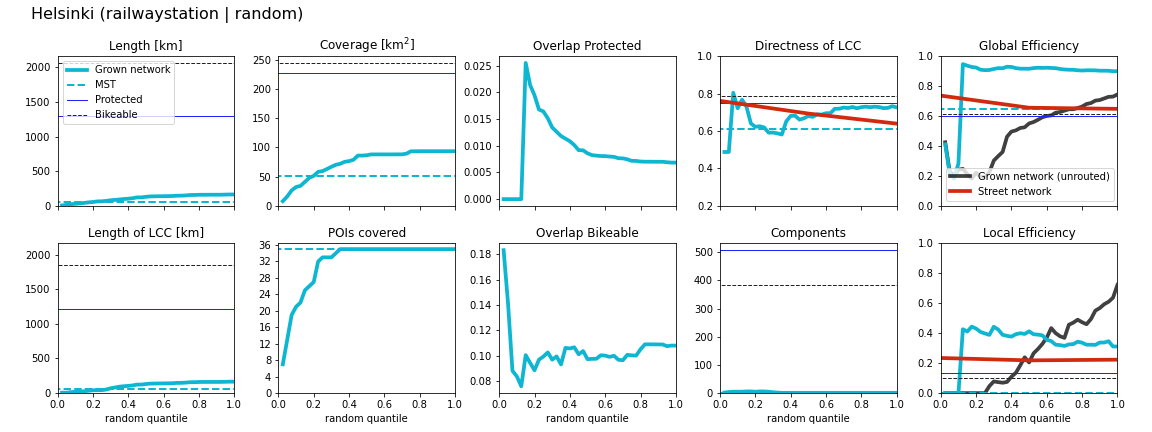 Helsinki (railwaystation | random)
Length [km]
2000
1500
1000
500
0
Grown network
MST
Protected
Bikeable
Coverage [km²]
250
200
150
100
50
0
Overlap Protected
0.025
0.020
0.015
0.010
0.005
0.000
Directness of LCC
1.0
0.8
0.6
0.4
0.2
Global Efficiency
1.0
0.8
0.6
0.4
0.2
0.0
Grown network (unrouted)
Street network
Length of LCC [km]
2000
1500
1000
500
0
0.0 0.2 0.4 0.6 0.8 1.0
random quantile
POIs covered
36
32
28
24
20
16
12
8
4
0
0.0 0.2 0.4 0.6 0.8 1.0
random quantile
Overlap Bikeable
0.18
0.16
0.14
0.12
0.10
0.08
0.0 0.2 0.4 0.6 0.8 1.0
random quantile
Components
500
400
300
200
100
0
0.0 0.2 0.4 0.6 0.8 1.0
random quantile
Local Efficiency
1.0
0.8
0.6
0.4
0.2
0.0
0.0 0.2 0.4 0.6 0.8 1.0
random quantile